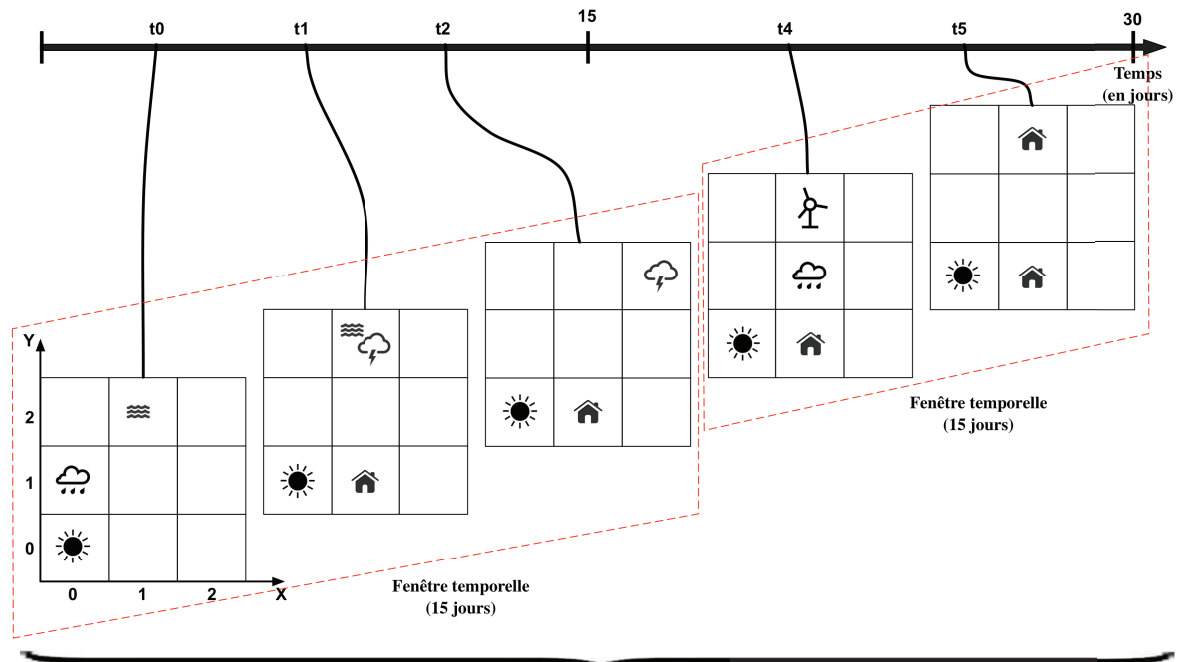 t0
t1
t2
15
t4
t5
30
Temps
(en jours)
Y
2
1
0
0
1
2
X
Fenêtre temporelle
(15 jours)
Fenêtre temporelle
(15 jours)